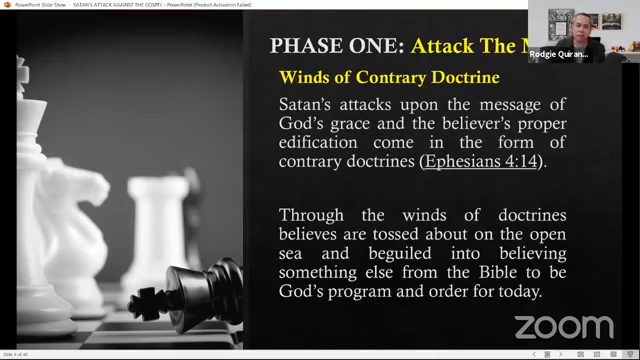 PowerPoint Slide Show - SATAN'S ATTACK AGAINST THE GOSPEL - PowerPoint (Product Activation Failed)
PHASE ONE: Attack The
Rodgie Quiran...
Winds of Contrary Doctrine
Satan's attacks upon the message of
God's grace and the believer's proper
edification come in the form of
contrary doctrines (Ephesians 4:14).
Through the winds of doctrines
believes are tossed about on the open
sea and beguiled into believing
something else from the Bible to be
God's program and order for today.
zoom